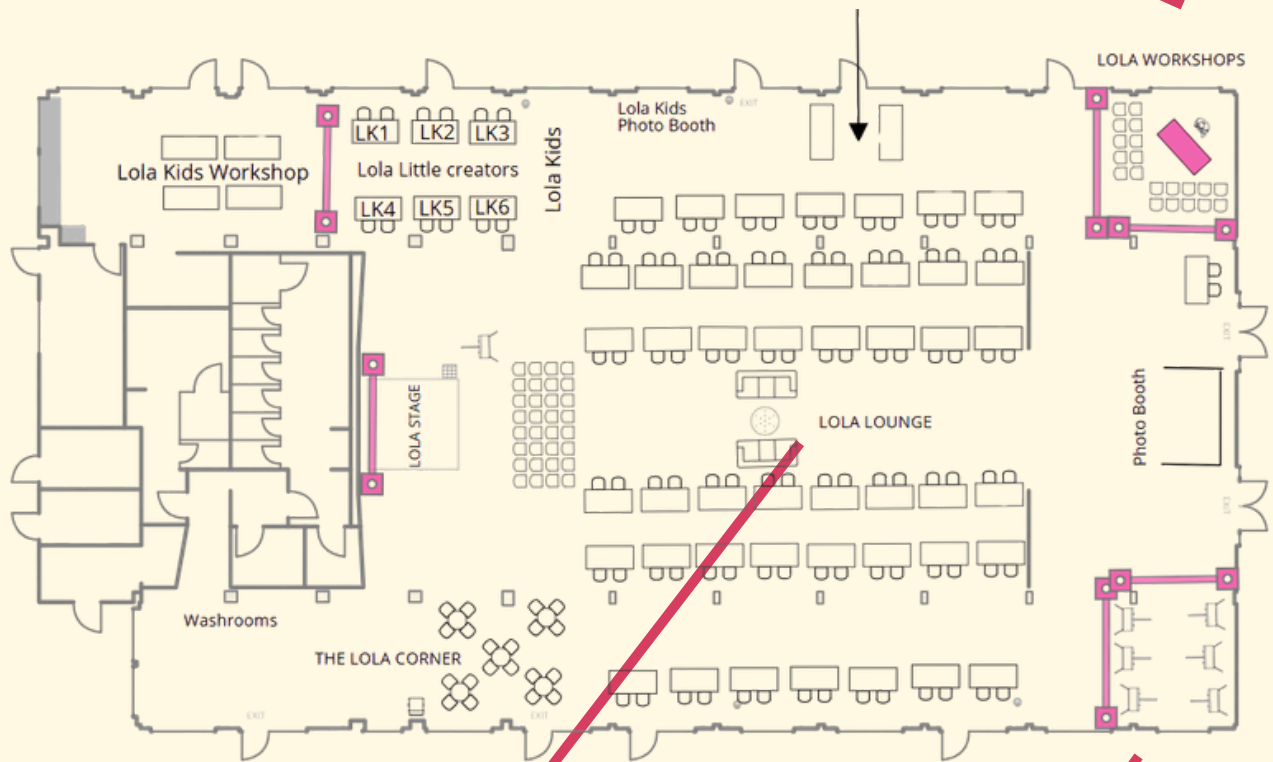 LOLA WORKSHOPS
EXIT
Lola Kids
Photo Booth
LK1
LK2
LK3
Lola Kids
Lola Kids Workshop
Lola Little creators
LK4
LK5
LK6
EXIT
LOLA STAGE
LOLA LOUNGE
Photo Booth
EXIT
Washrooms
THE LOLA CORNER
EXIT
EXIT